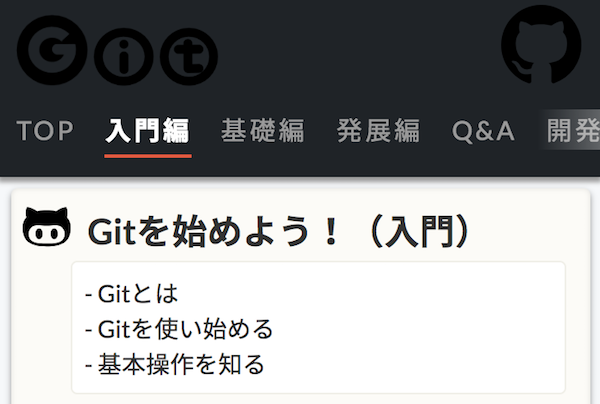 Git
TOP 入門編 基礎編 発展編 Q&A 開発
Gitを始めよう！（入門）
- Gitとは
- Gitを使い始める
- 基本操作を知る